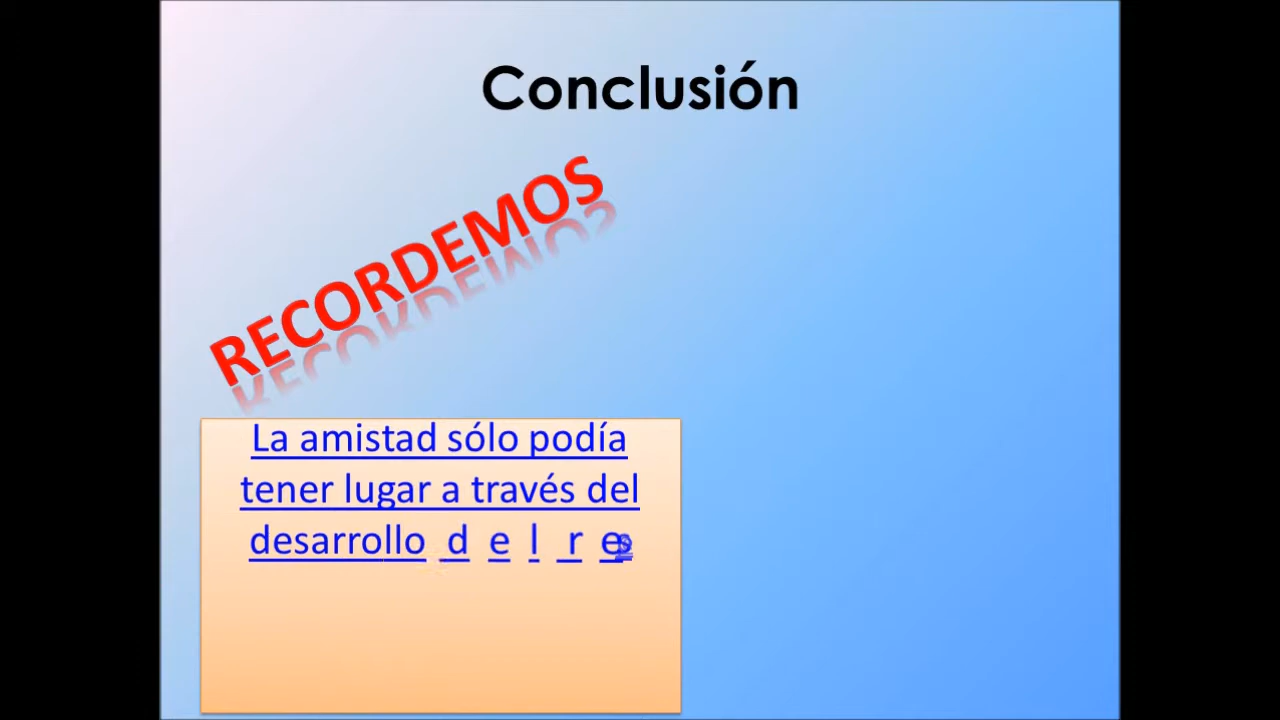 Conclusión
RECORDEMOS
La amistad sólo podía
tener lugar a través del
desarrollo d e l r e